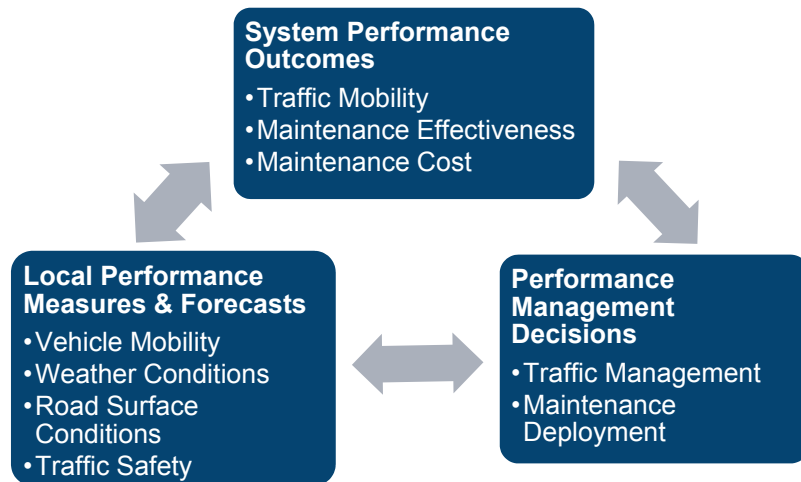 System Performance
Outcomes
•Traffic Mobility
•Maintenance Effectiveness
•Maintenance Cost
Local Performance
Measures & Forecasts
•Vehicle Mobility
•Weather Conditions
•Road Surface
Conditions
•Traffic Safety
Performance
Management
Decisions
•Traffic Management
•Maintenance
Deployment